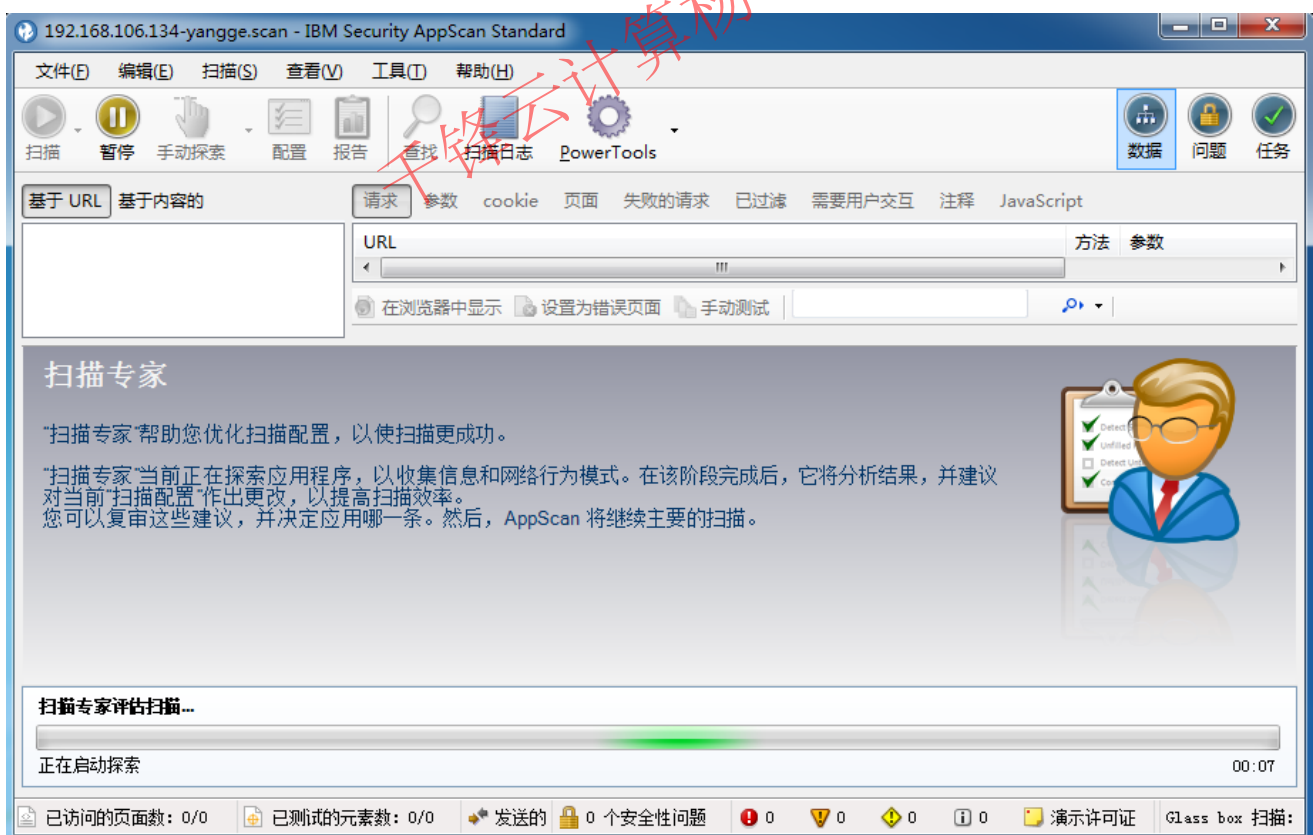 192.168.106.134-yangge.scan - IBM Security AppScan Standard
文件(F) 编辑(E) 扫描(S) 查看(V) 工具(T) 帮助(H)
扫描 暂停 手动探索 配置 报告 查找 扫描日志 PowerTools 数据 问题 任务
千锋云计算杨
基于 URL 基于内容的 请求 参数 cookie 页面 失败的请求 已过滤 需要用户交互 注释 JavaScript
URL 方法 参数
在浏览器中显示 设置为错误页面 手动测试
扫描专家
“扫描专家”帮助您优化扫描配置，以使扫描更成功。
“扫描专家”当前正在探索应用程序，以收集信息和网络行为模式。在该阶段完成后，它将分析结果，并建议
对当前“扫描配置”作出更改，以提高扫描效率。
您可以复审这些建议，并决定应用哪一条。然后，AppScan 将继续主要的扫描。
Detect
Unfilled
Detect
扫描专家评估扫描...
正在启动探索 00:07
已访问的页面数: 0/0 已测试的元素数: 0/0 发送的 0 个安全性问题 0 0 0 0 演示许可证 Glass box 扫描: